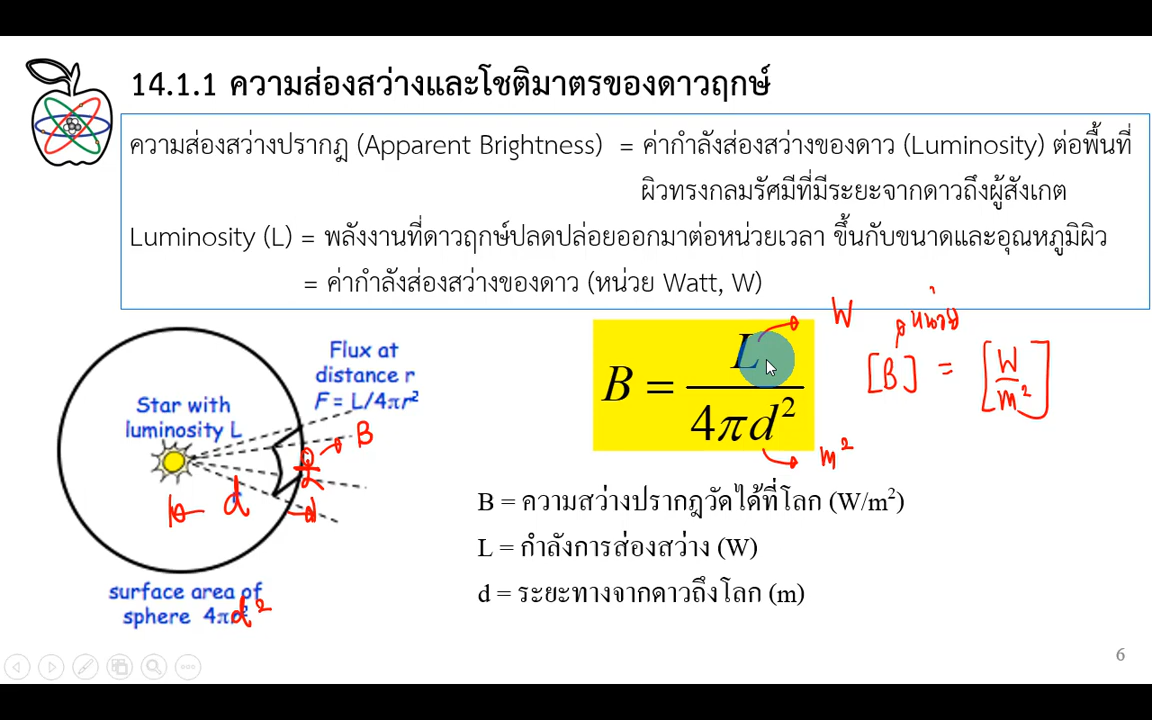 14.1.1 ความส่องสว่างและโชติมาตรของดาวฤกษ์
ความส่องสว่างปรากฏ (Apparent Brightness) = ค่ากำลังส่องสว่างของดาว (Luminosity) ต่อพื้นที่
ผิวทรงกลมรัศมีที่มีระยะจากดาวถึงผู้สังเกต
Luminosity (L) = พลังงานที่ดาวฤกษ์ปลดปล่อยออกมาต่อหน่วยเวลา ขึ้นกับขนาดและอุณหภูมิผิว
= ค่ากำลังส่องสว่างของดาว (หน่วย Watt, W)
Flux at
distance r
F = L/4πr²
Star with
luminosity L
B
d
surface area of
sphere 4πd²
B = L / 4πd²
W
m²
หน่วย
[B] = [W/m²]
B = ความสว่างปรากฏวัดได้ที่โลก (W/m²)
L = กำลังการส่องสว่าง (W)
d = ระยะทางจากดาวถึงโลก (m)
6